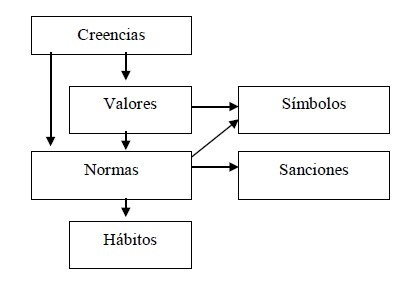 Creencias
Valores
Símbolos
Normas
Sanciones
Hábitos